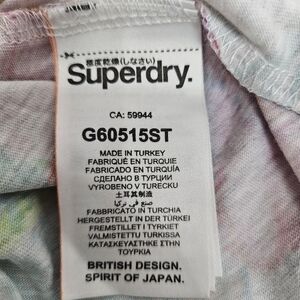 極度乾燥(しなさい)
Superdry.
CA: 59944
G60515ST
MADE IN TURKEY
FABRIQUÉ EN TURQUIE
FABRICADO EN TURQUÍA
СДЕЛАНО В ТУРЦИИ
VYROBENO V TURECKU
土耳其制造
صنع في تركيا
FABBRICATO IN TURCHIA
HERGESTELLT IN DER TÜRKEI
FREMSTILLET I TYRKIET
VALMISTETTU TURKISSA
ΚΑΤΑΣΚΕΥΑΣΤΗΚΕ ΣΤΗΝ
ΤΟΥΡΚΙΑ
BRITISH DESIGN.
SPIRIT OF JAPAN.